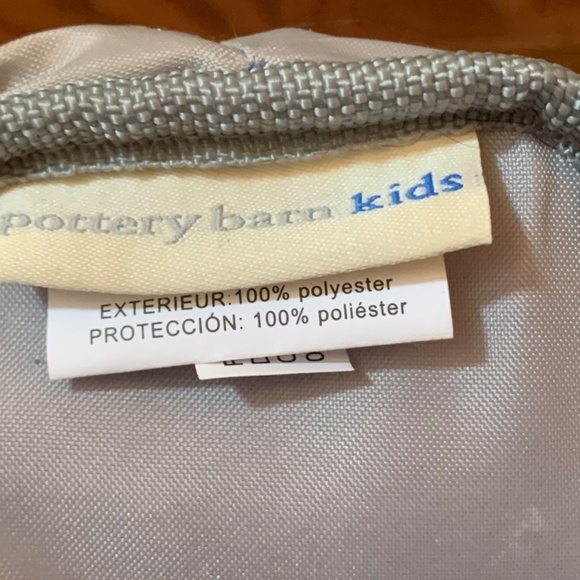 pottery barn kids
EXTERIEUR:100% polyester
PROTECCIÓN: 100% poliéster